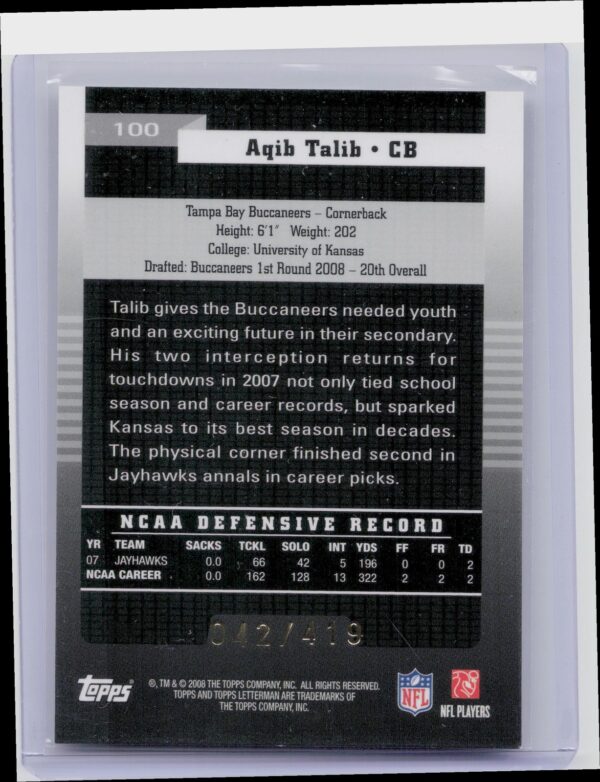 100
Aqib Talib • CB
Tampa Bay Buccaneers – Cornerback
Height: 6'1" Weight: 202
College: University of Kansas
Drafted: Buccaneers 1st Round 2008 – 20th Overall
Talib gives the Buccaneers needed youth
and an exciting future in their secondary.
His two interception returns for
touchdowns in 2007 not only tied school
season and career records, but sparked
Kansas to its best season in decades.
The physical corner finished second in
Jayhawks annals in career picks.
NCAA DEFENSIVE RECORD
YR TEAM SACKS TCKL SOLO INT YDS FF FR TD
07 JAYHAWKS 0.0 66 42 5 196 0 0 2
NCAA CAREER 0.0 162 128 13 322 2 2 2
042/419
topps
®, TM & © 2008 THE TOPPS COMPANY, INC. ALL RIGHTS RESERVED.
TOPPS AND TOPPS LETTERMAN ARE TRADEMARKS OF
THE TOPPS COMPANY, INC.
NFL
NFL PLAYERS